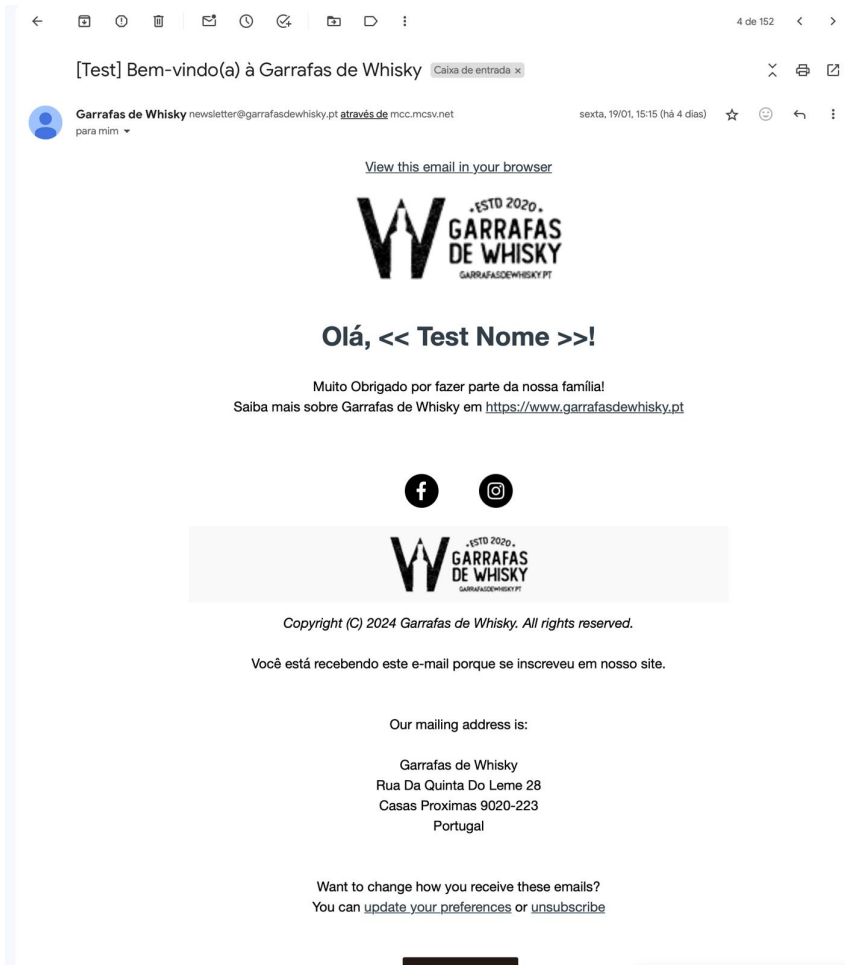 4 de 152
[Test] Bem-vindo(a) à Garrafas de Whisky Caixa de entrada ×
Garrafas de Whisky newsletter@garrafasdewhisky.pt através de mcc.mcsv.net sexta, 19/01, 15:15 (há 4 dias)
para mim
View this email in your browser
ESTD 2020
GARRAFAS
DE WHISKY
GARRAFASDEWHISKY.PT
Olá, << Test Nome >>!
Muito Obrigado por fazer parte da nossa família!
Saiba mais sobre Garrafas de Whisky em https://www.garrafasdewhisky.pt
ESTD 2020
GARRAFAS
DE WHISKY
GARRAFASDEWHISKY.PT
Copyright (C) 2024 Garrafas de Whisky. All rights reserved.
Você está recebendo este e-mail porque se inscreveu em nosso site.
Our mailing address is:
Garrafas de Whisky
Rua Da Quinta Do Leme 28
Casas Proximas 9020-223
Portugal
Want to change how you receive these emails?
You can update your preferences or unsubscribe